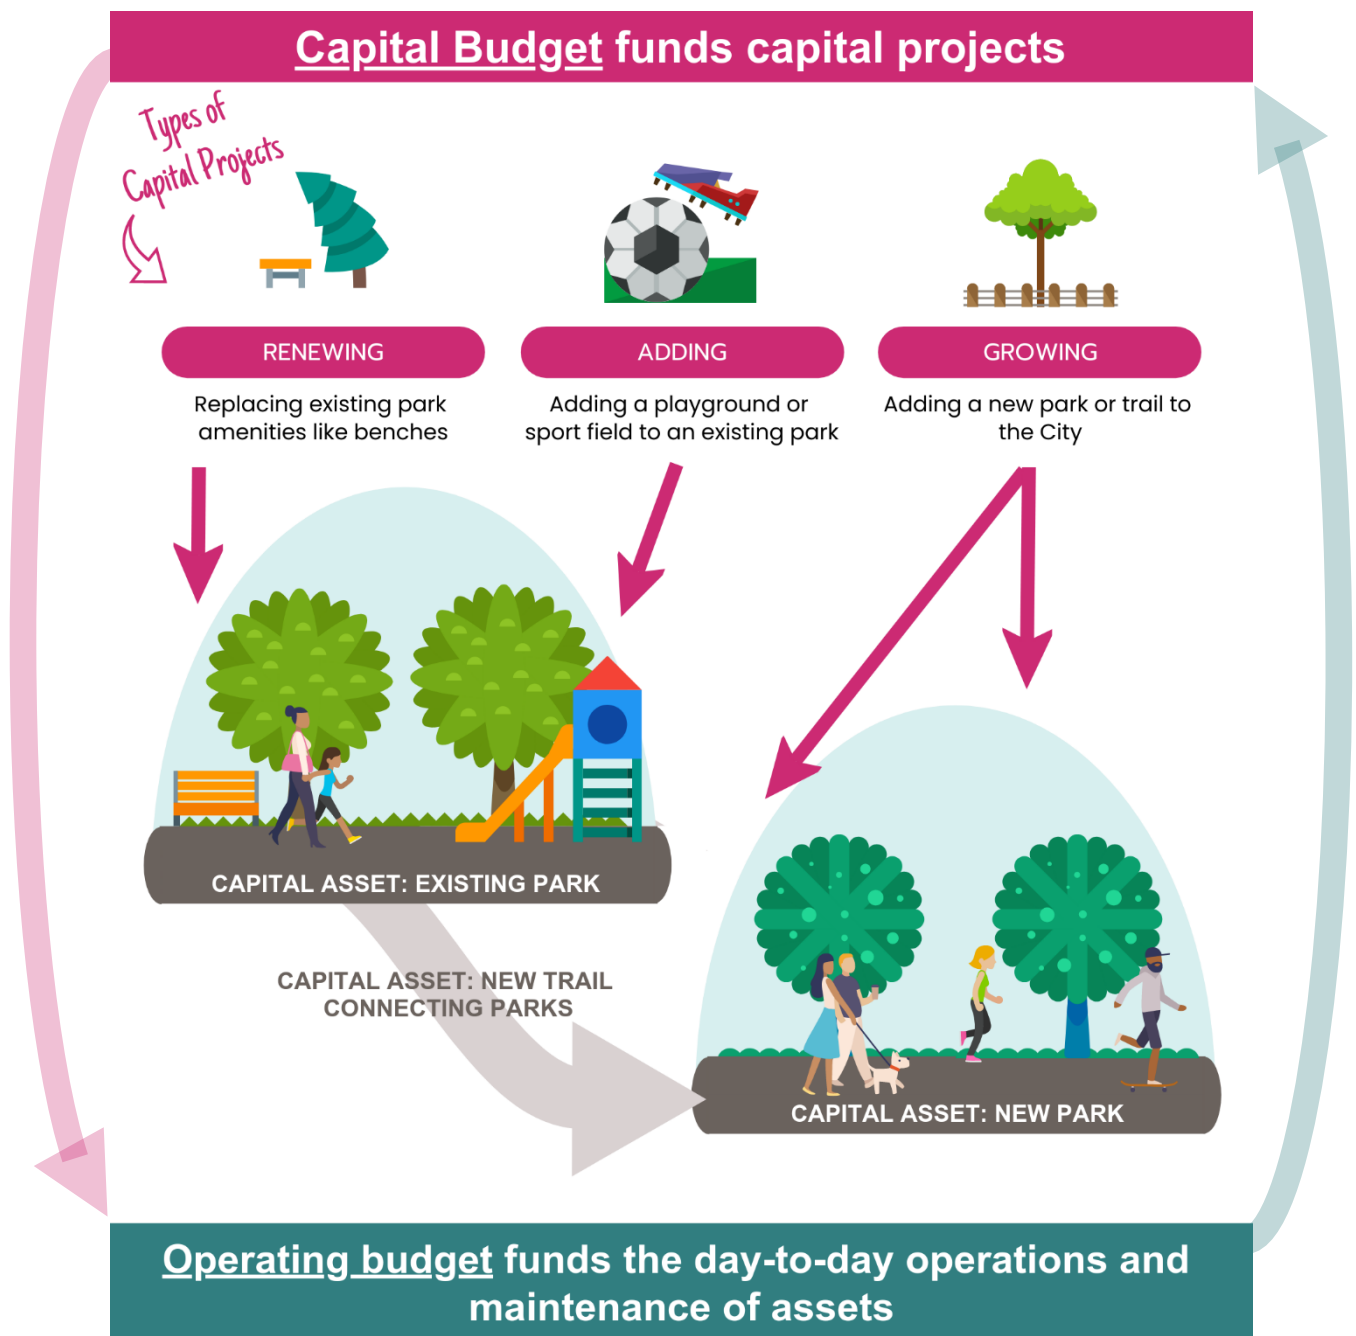 Capital Budget funds capital projects
Types of
Capital Projects
RENEWING
Replacing existing park
amenities like benches
ADDING
Adding a playground or
sport field to an existing park
GROWING
Adding a new park or trail to
the City
CAPITAL ASSET: EXISTING PARK
CAPITAL ASSET: NEW TRAIL
CONNECTING PARKS
CAPITAL ASSET: NEW PARK
Operating budget funds the day-to-day operations and
maintenance of assets